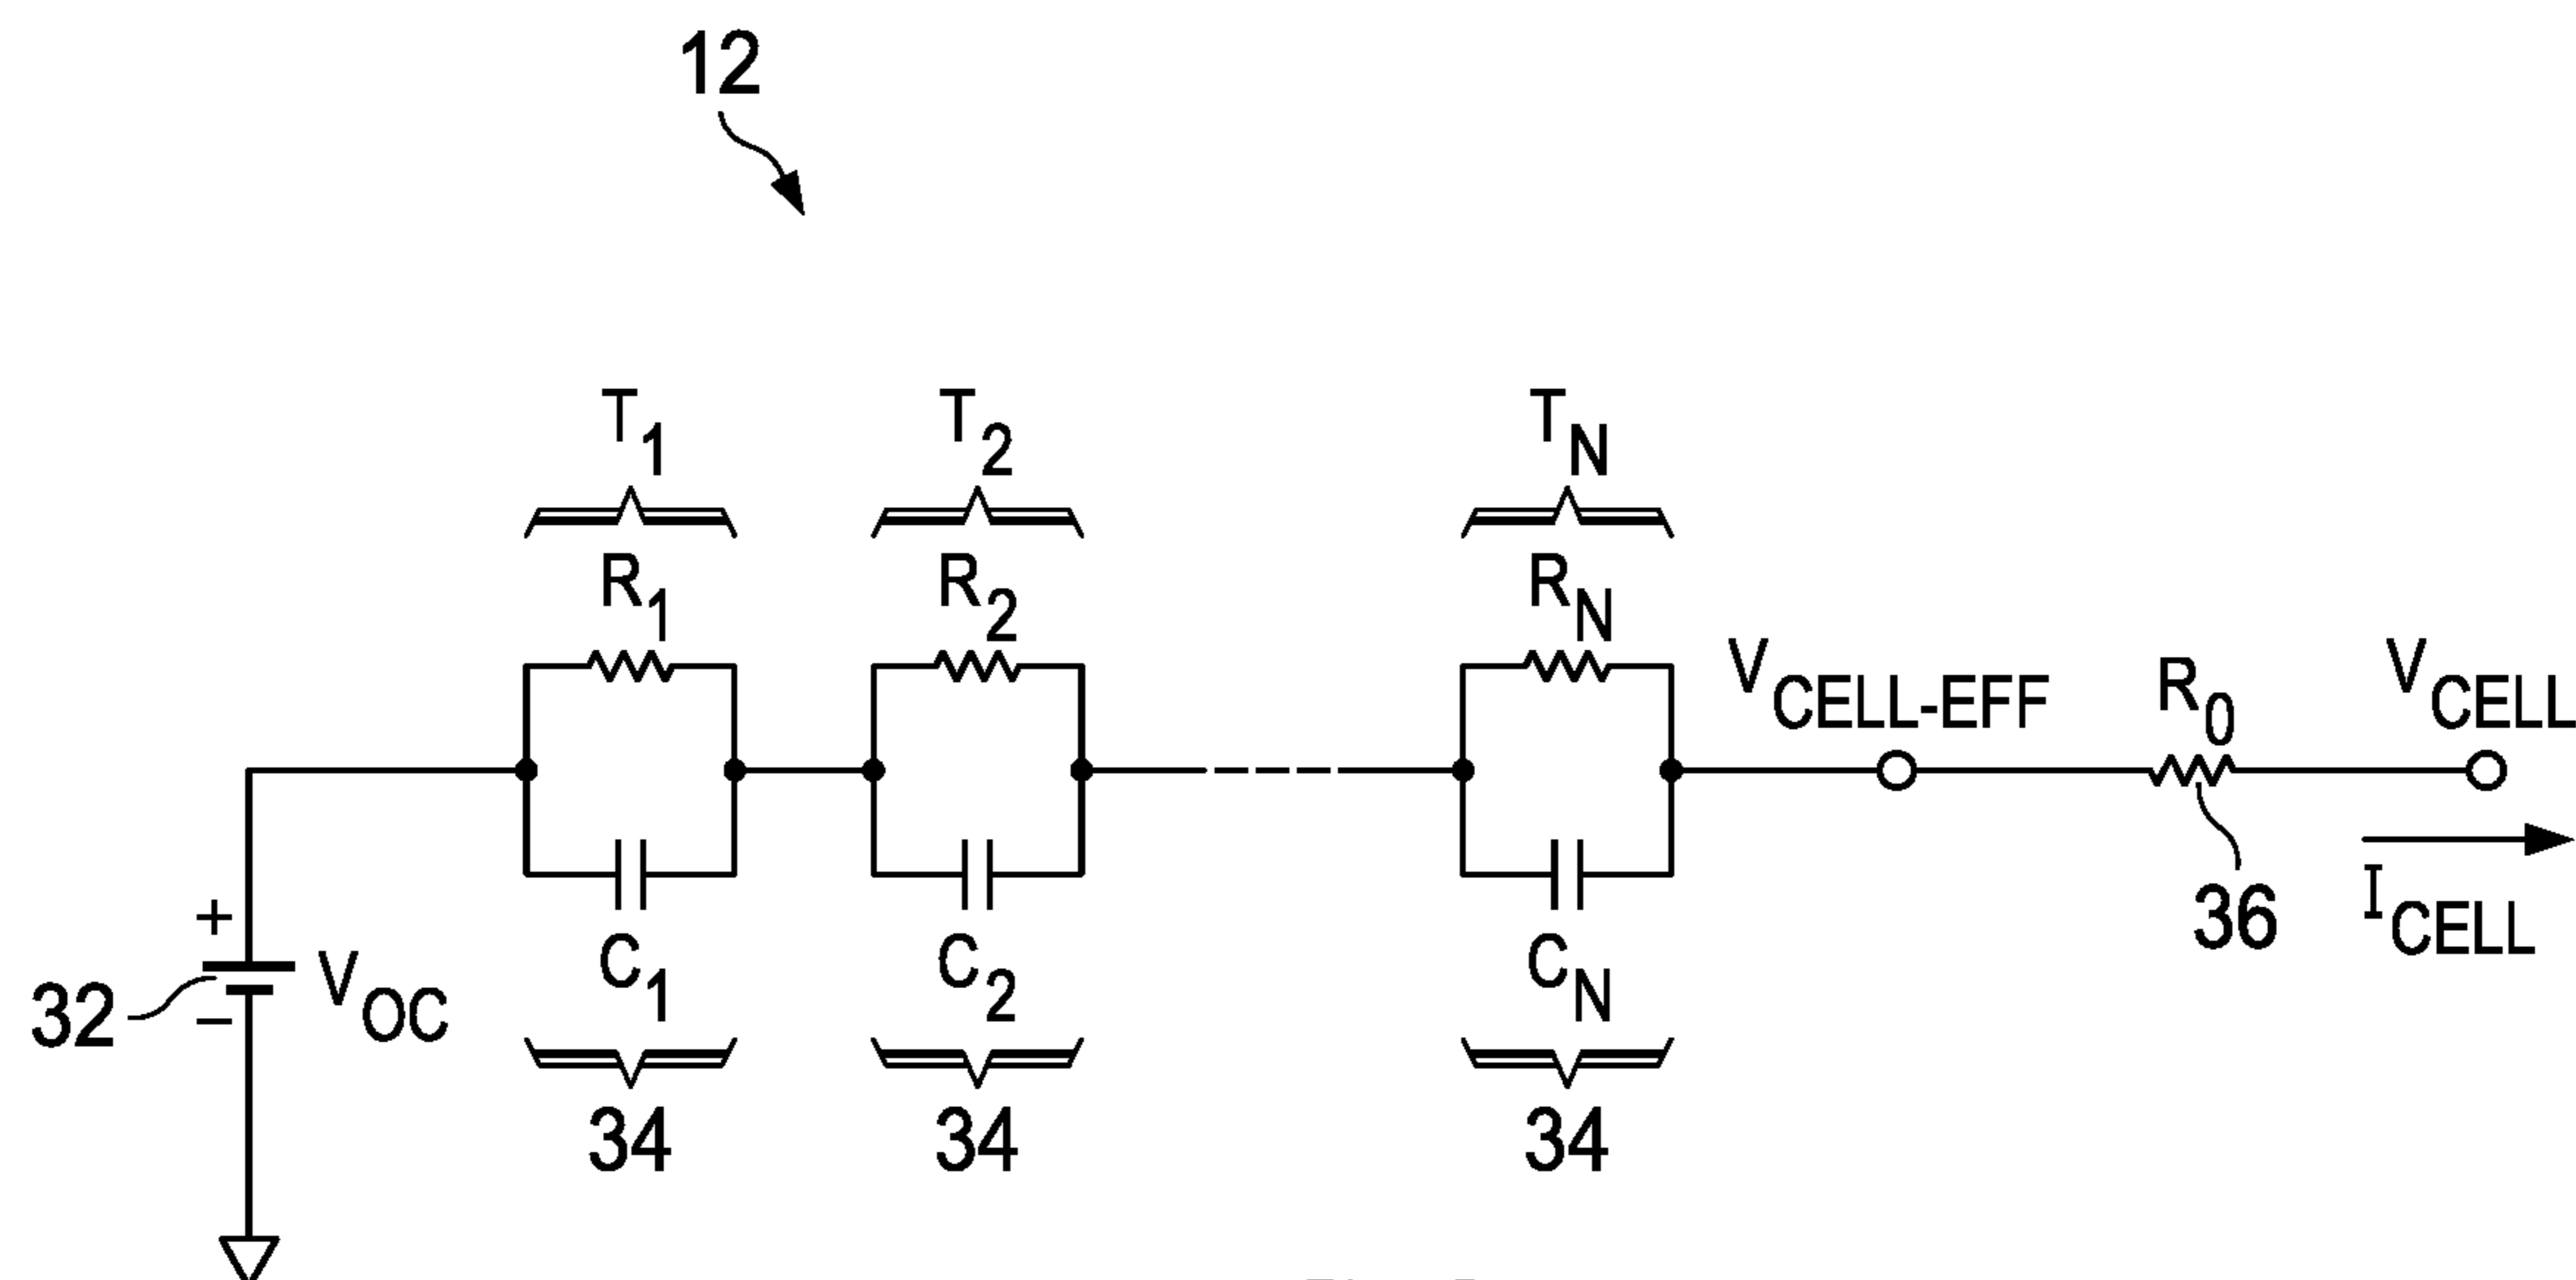 12
T1 T2 TN
R1 R2 RN
VCELL-EFF R0 VCELL
+
32 VOC
−
C1 C2 CN
36 ICELL
34 34 34